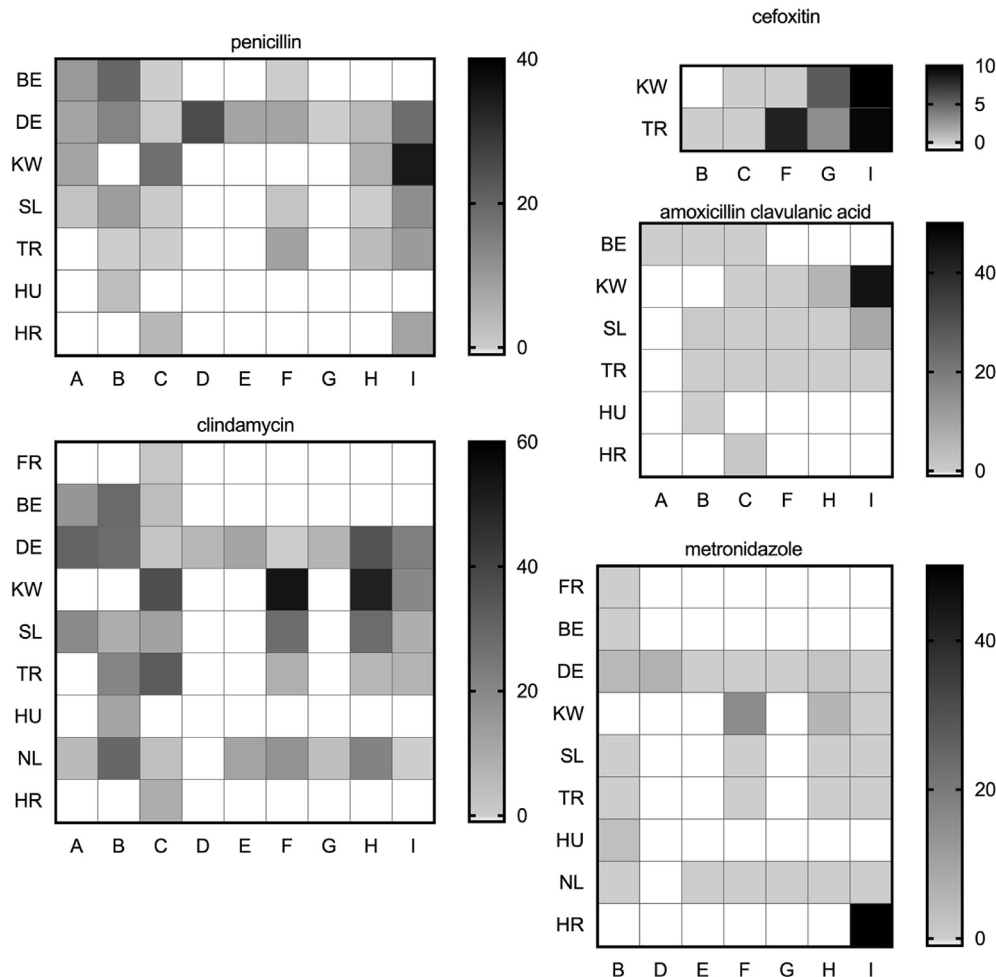 penicillin
BE
DE
KW
SL
TR
HU
HR
A B C D E F G H I
40
20
0
cefoxitin
KW
TR
B C F G I
10
5
0
amoxicillin clavulanic acid
BE
KW
SL
TR
HU
HR
A B C F H I
40
20
0
clindamycin
FR
BE
DE
KW
SL
TR
HU
NL
HR
A B C D E F G H I
60
40
20
0
metronidazole
FR
BE
DE
KW
SL
TR
HU
NL
HR
B D E F G H I
40
20
0